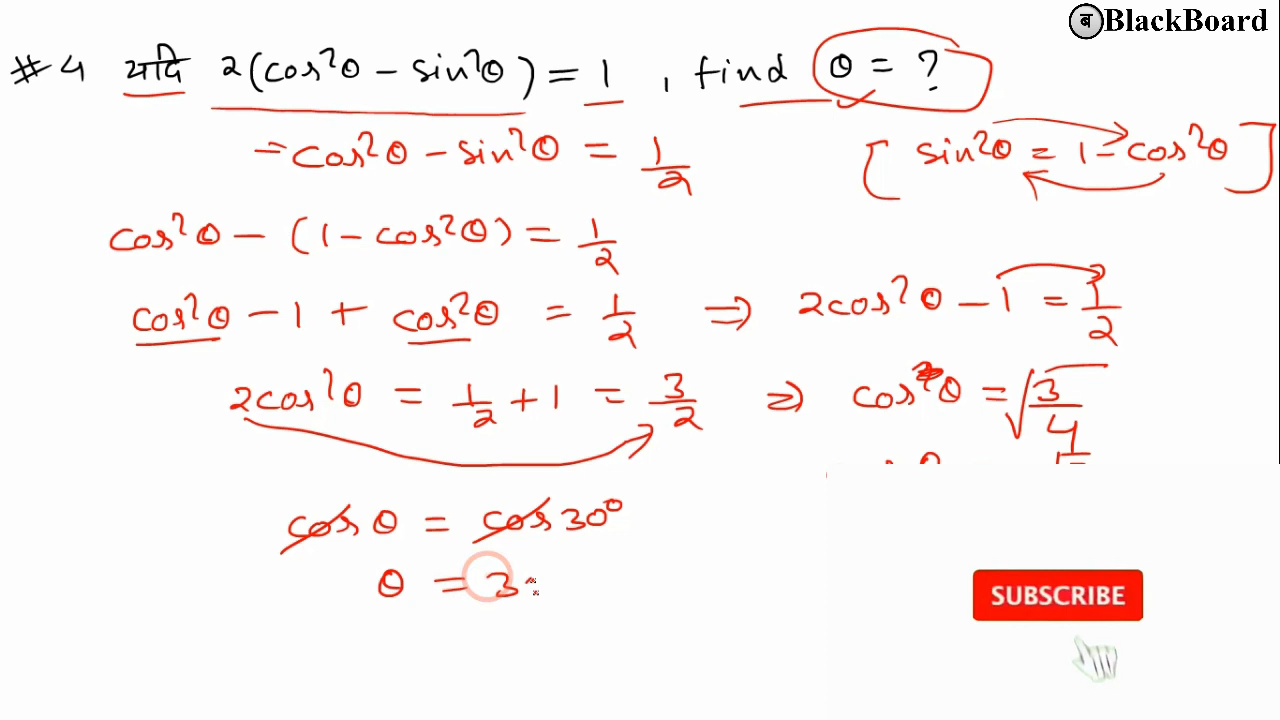 ब BlackBoard
#4 यदि 2(cos²θ - sin²θ) = 1 , find θ = ?
= cos²θ - sin²θ = 1/2 [ sin²θ = 1 - cos²θ ]
cos²θ - (1 - cos²θ) = 1/2
cos²θ - 1 + cos²θ = 1/2 ⇒ 2cos²θ - 1 = 1/2
2cos²θ = 1/2 + 1 = 3/2 ⇒ cos θ = √3/4
cos θ = cos 30°
θ = 3
SUBSCRIBE